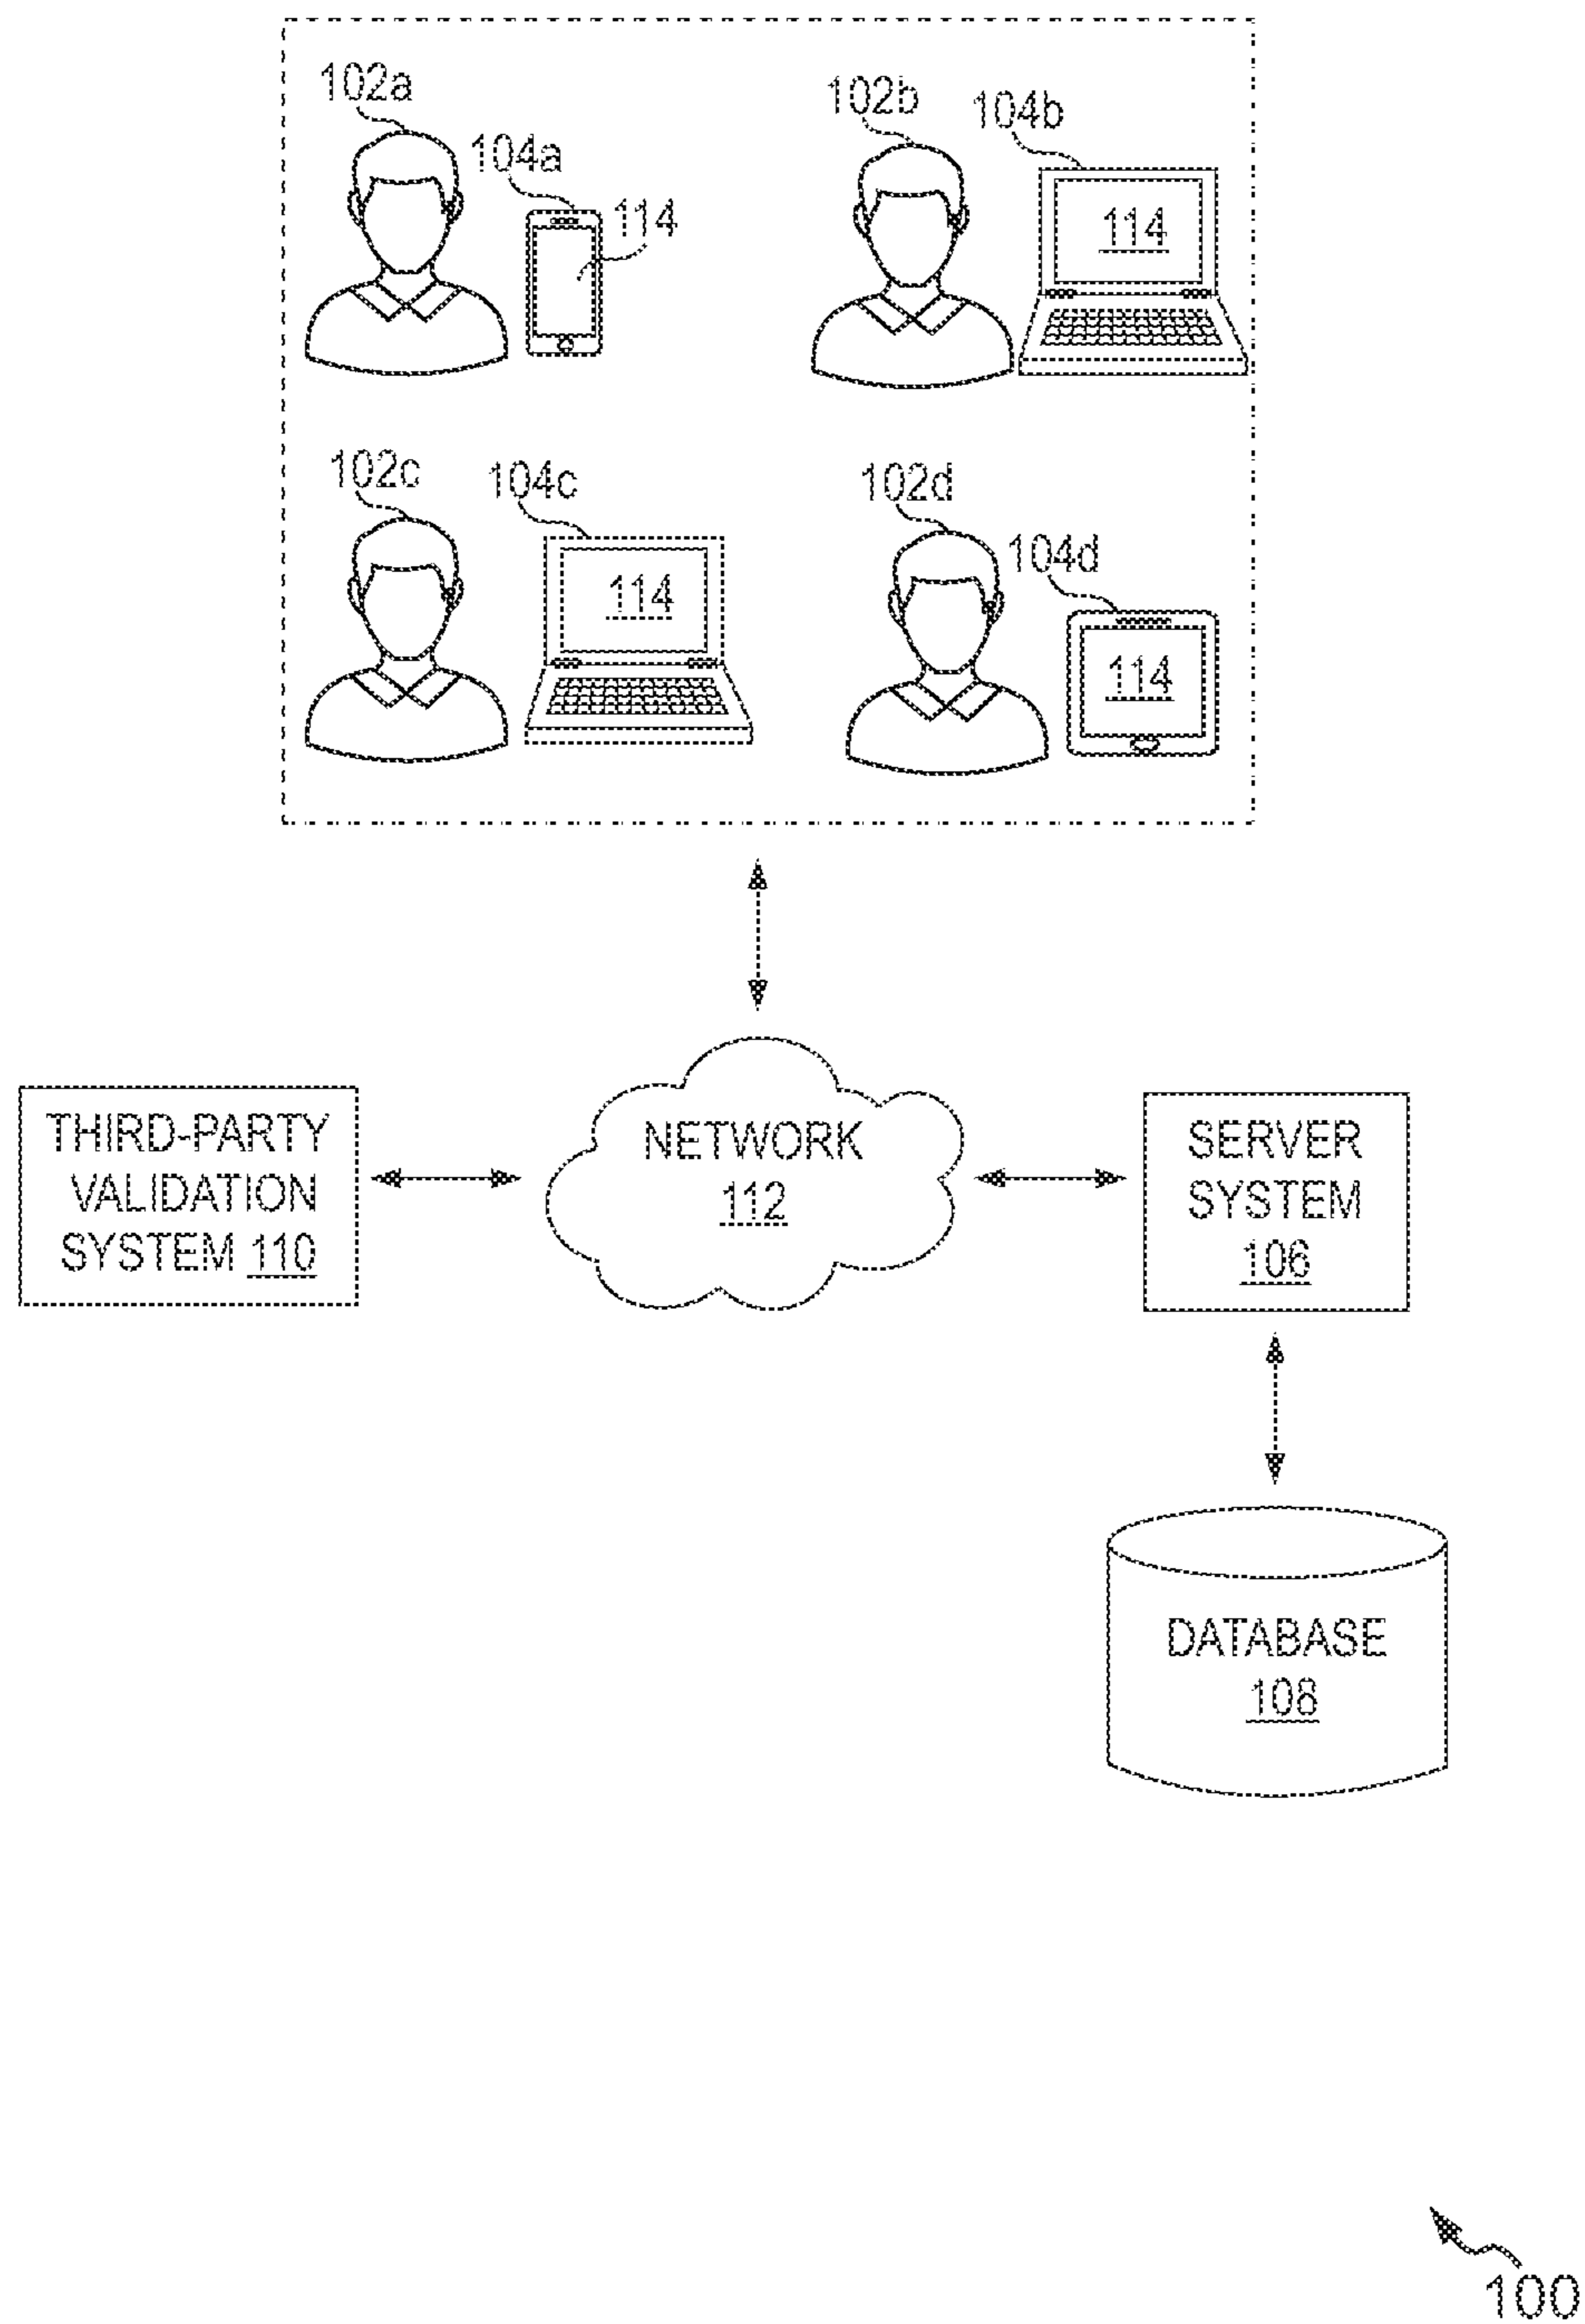 102a
104a
114
102b
104b
114
102c
104c
114
102d
104d
114
THIRD-PARTY
VALIDATION
SYSTEM 110
NETWORK
112
SERVER
SYSTEM
106
DATABASE
108
100